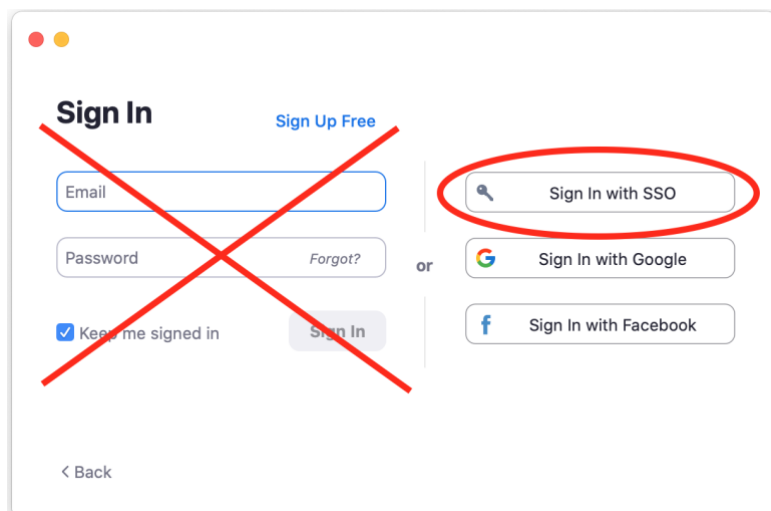 Sign In
Sign Up Free
Email
Password Forgot?
Keep me signed in
Sign In
or
Sign In with SSO
Sign In with Google
Sign In with Facebook
< Back